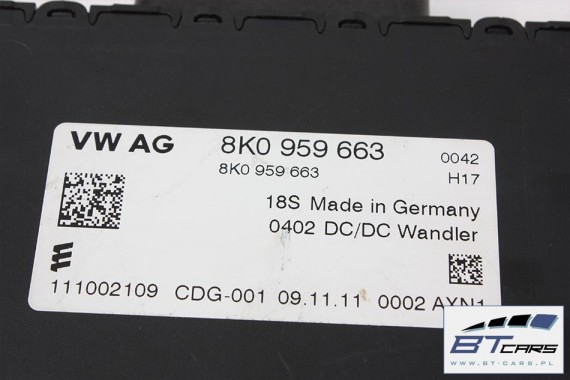 VW AG 8K0 959 663 0042
8K0 959 663 H17
18S Made in Germany
0402 DC/DC Wandler
111002109 CDG-001 09.11.11 0002 AXN1
BT CARS
WWW.BTCARS.PL